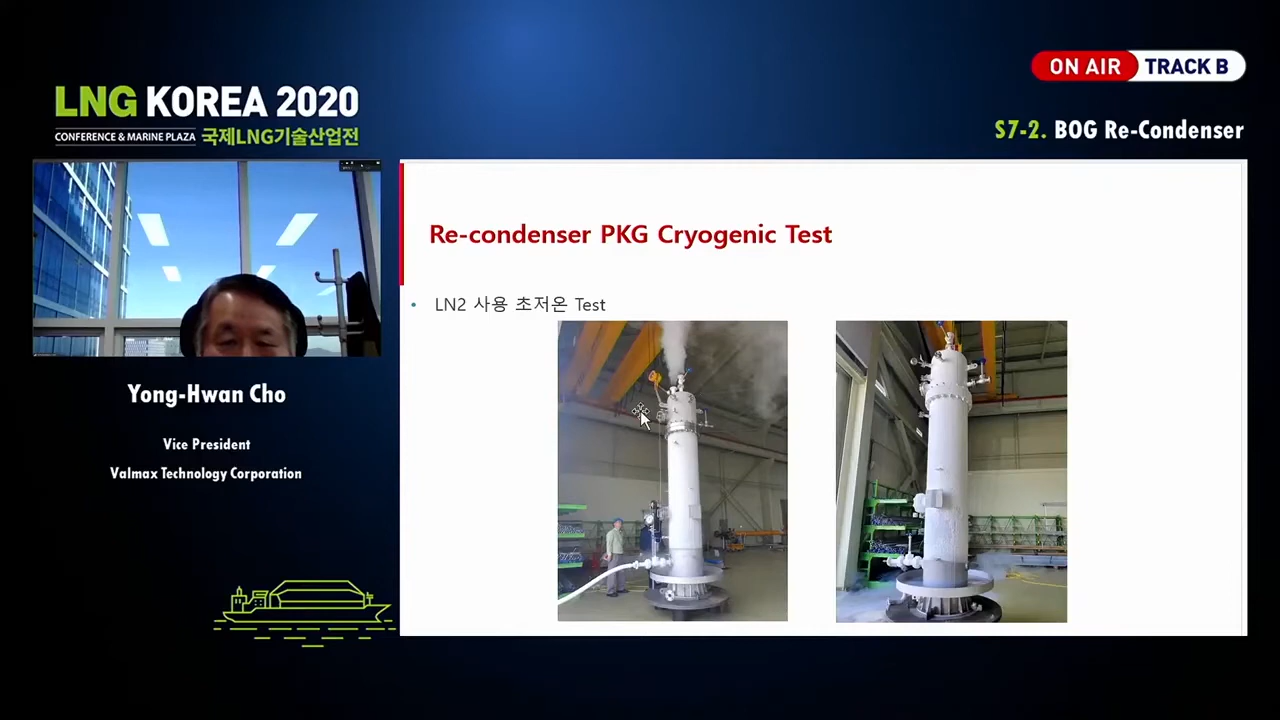 ON AIR TRACK B
LNG KOREA 2020
CONFERENCE & MARINE PLAZA 국제LNG기술산업전
S7-2. BOG Re-Condenser
Re-condenser PKG Cryogenic Test
• LN2 사용 초저온 Test
Yong-Hwan Cho
Vice President
Valmax Technology Corporation